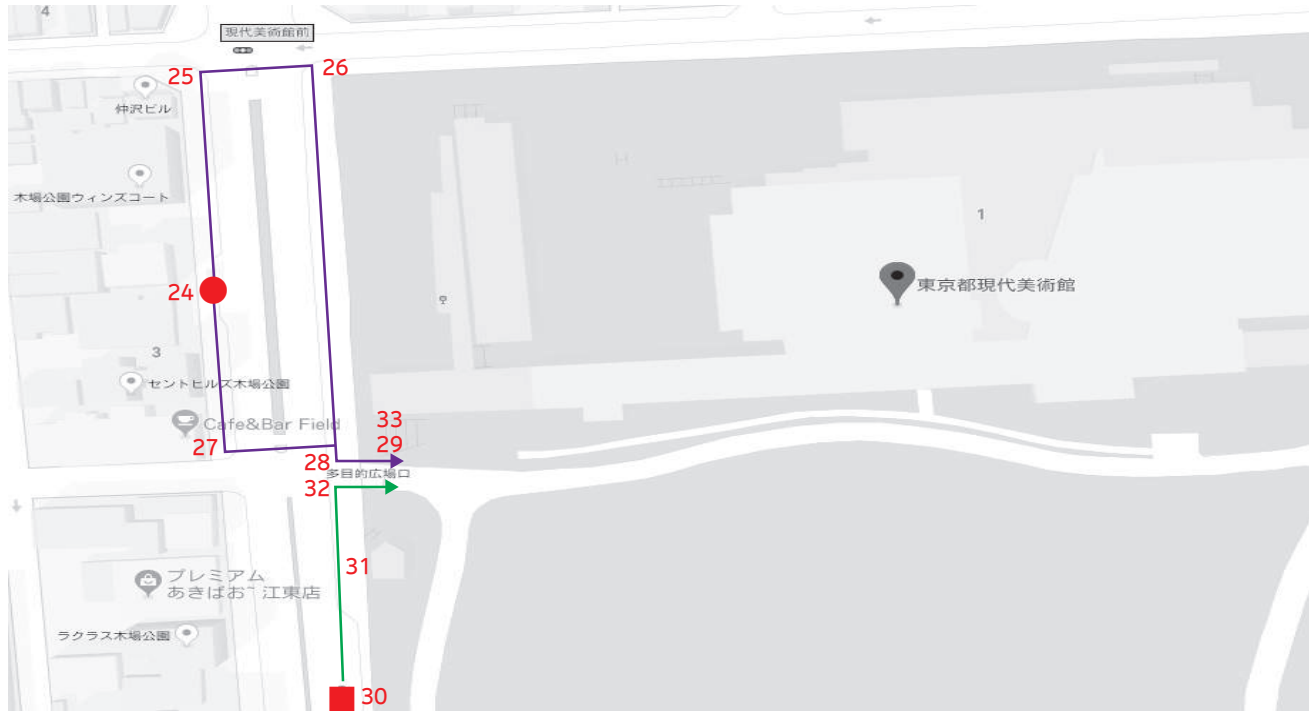 4
現代美術館前
25
26
仲沢ビル
木場公園ウィンズコート
1
24
東京都現代美術館
3
セントヒルズ木場公園
Cafe&Bar Field
33
27
29
28
多目的広場口
32
31
プレミアム
あきばお~ 江東店
ラクラス木場公園
30